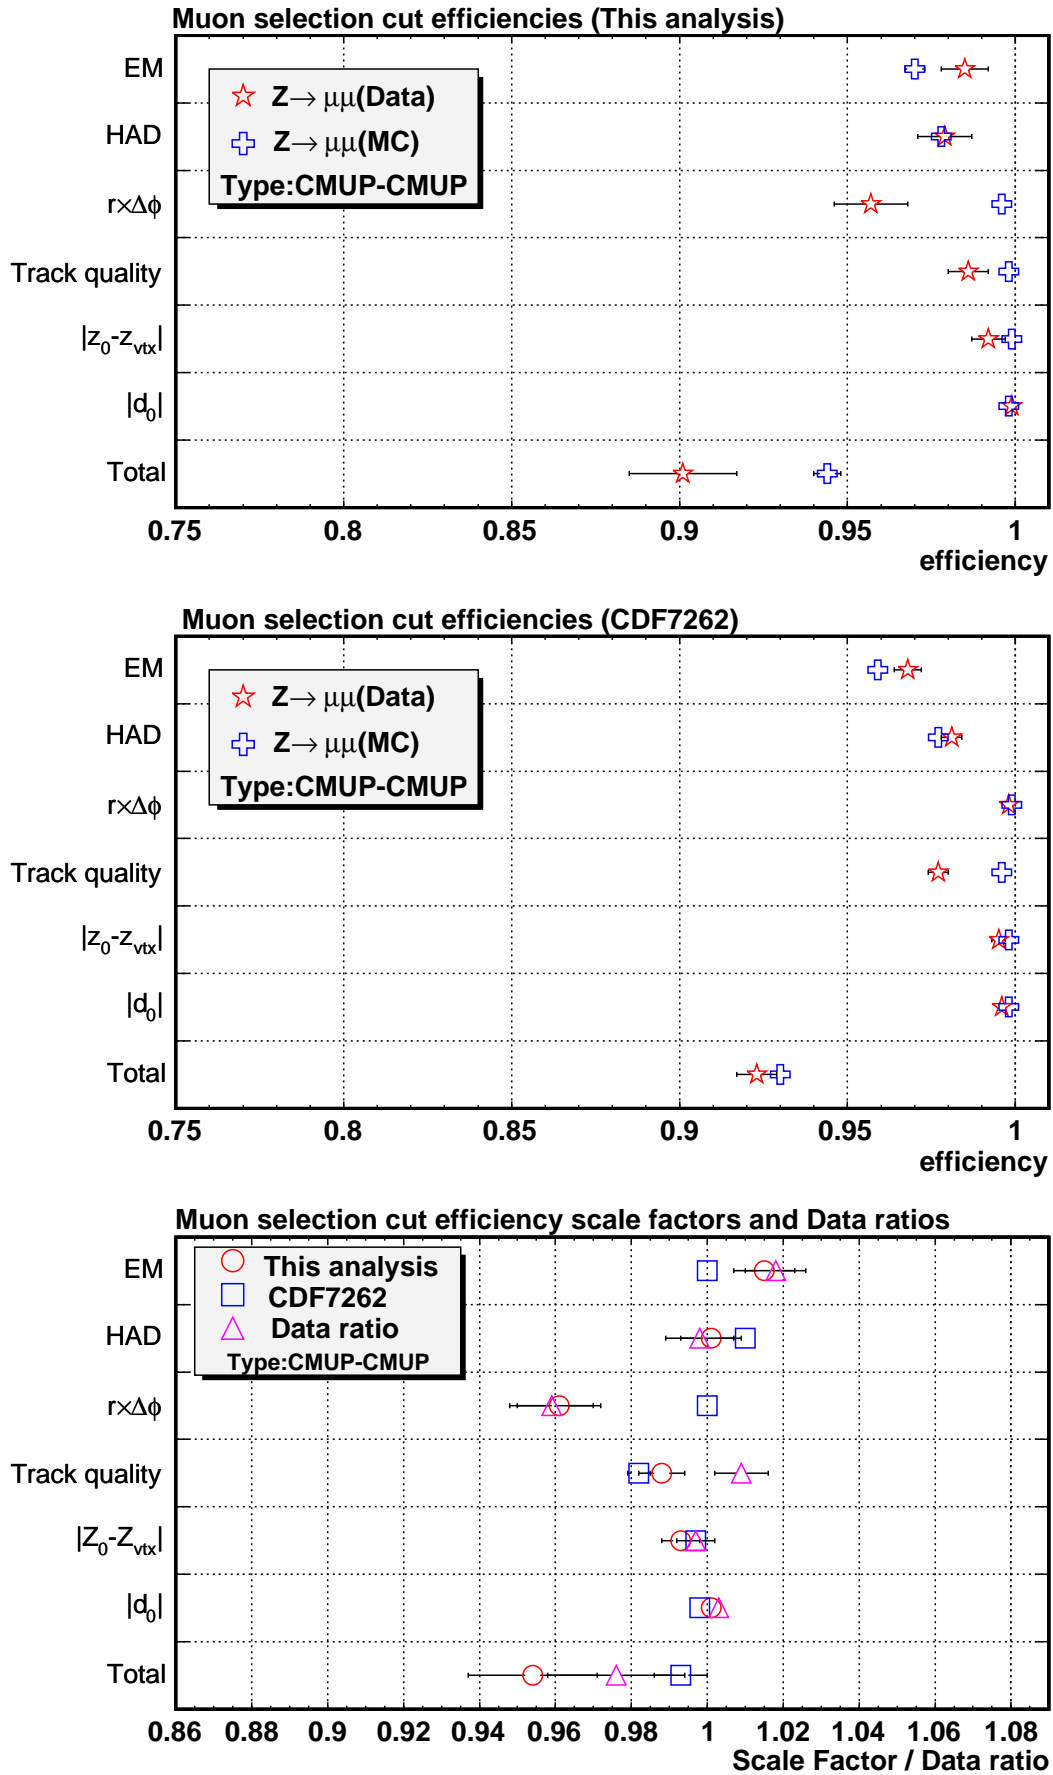 Muon selection cut efficiencies (This analysis)
EM
HAD
r×Δϕ
Track quality
|z0-zvtx|
|d0|
Total
Z→ μμ(Data)
Z→ μμ(MC)
Type:CMUP-CMUP
0.75 0.8 0.85 0.9 0.95 1
efficiency
Muon selection cut efficiencies (CDF7262)
EM
HAD
r×Δϕ
Track quality
|z0-zvtx|
|d0|
Total
Z→ μμ(Data)
Z→ μμ(MC)
Type:CMUP-CMUP
0.75 0.8 0.85 0.9 0.95 1
efficiency
Muon selection cut efficiency scale factors and Data ratios
EM
HAD
r×Δϕ
Track quality
|Z0-Zvtx|
|d0|
Total
This analysis
CDF7262
Data ratio
Type:CMUP-CMUP
0.86 0.88 0.9 0.92 0.94 0.96 0.98 1 1.02 1.04 1.06 1.08
Scale Factor / Data ratio